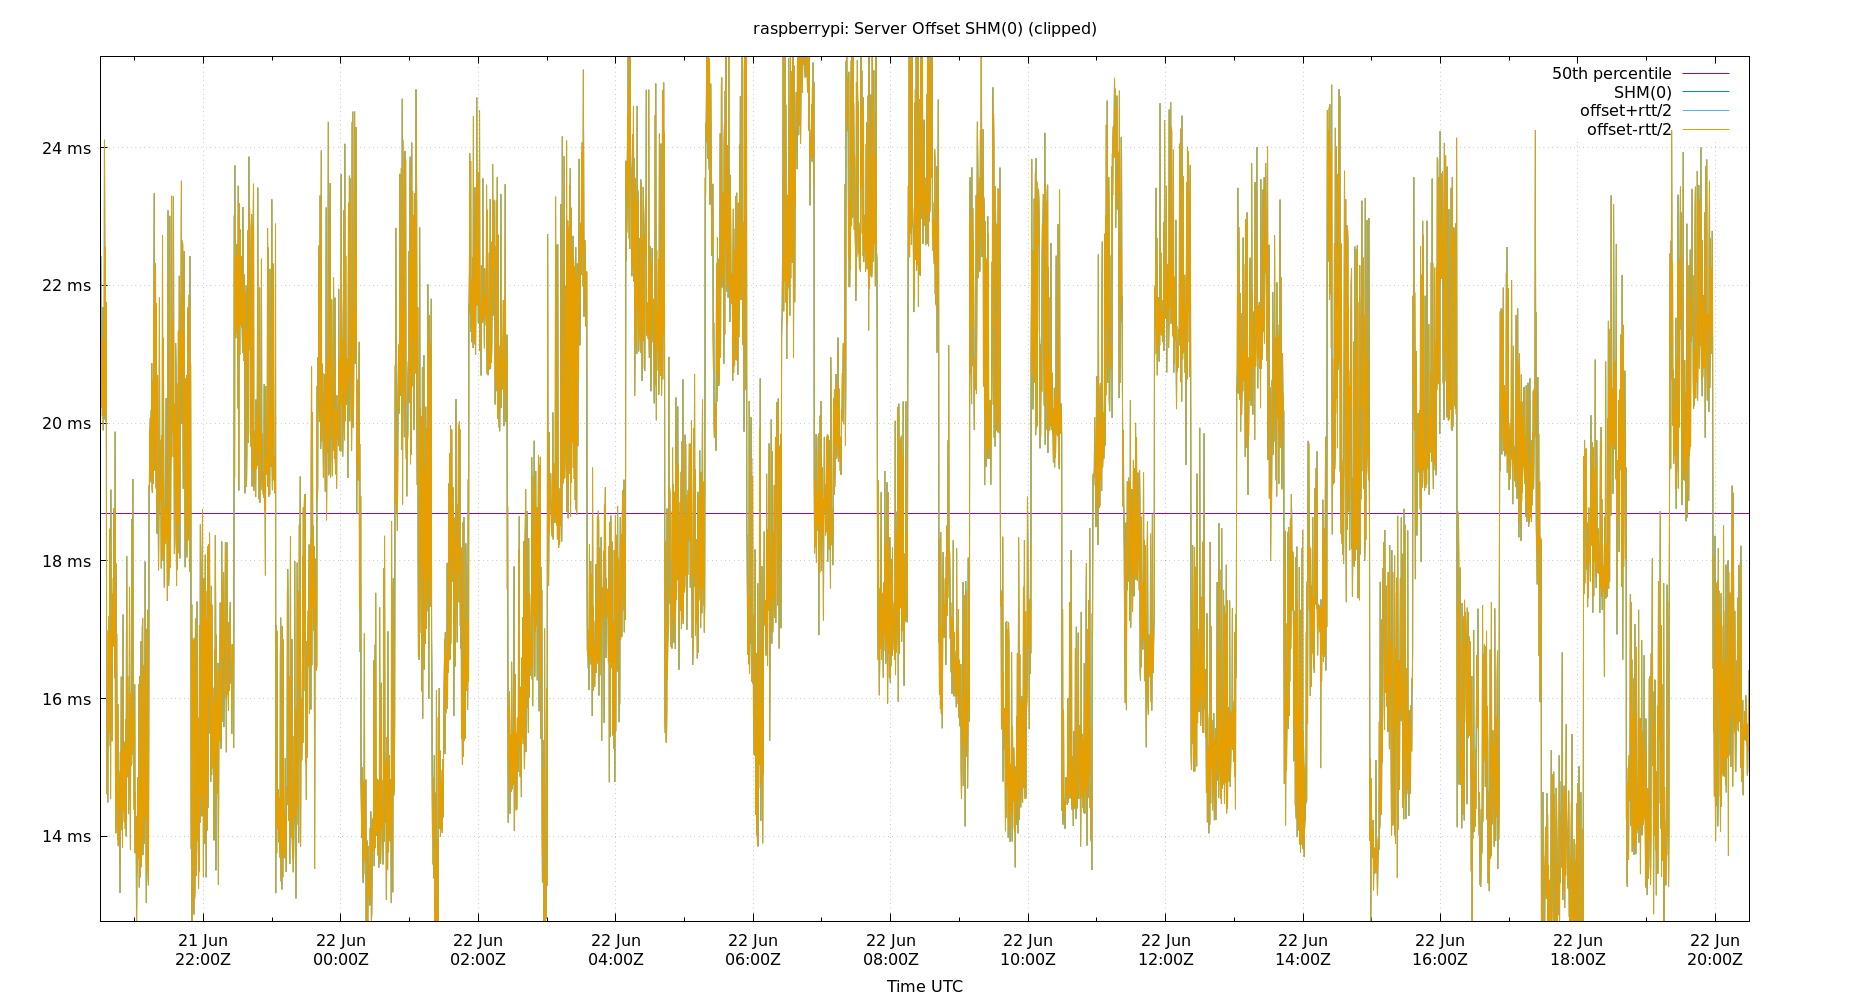 raspberrypi: Server Offset SHM(0) (clipped)
50th percentile
SHM(0)
offset+rtt/2
offset-rtt/2
24 ms
22 ms
20 ms
18 ms
16 ms
14 ms
21 Jun 22 Jun 22 Jun 22 Jun 22 Jun 22 Jun 22 Jun 22 Jun 22 Jun 22 Jun 22 Jun 22 Jun
22:00Z 00:00Z 02:00Z 04:00Z 06:00Z 08:00Z 10:00Z 12:00Z 14:00Z 16:00Z 18:00Z 20:00Z
Time UTC